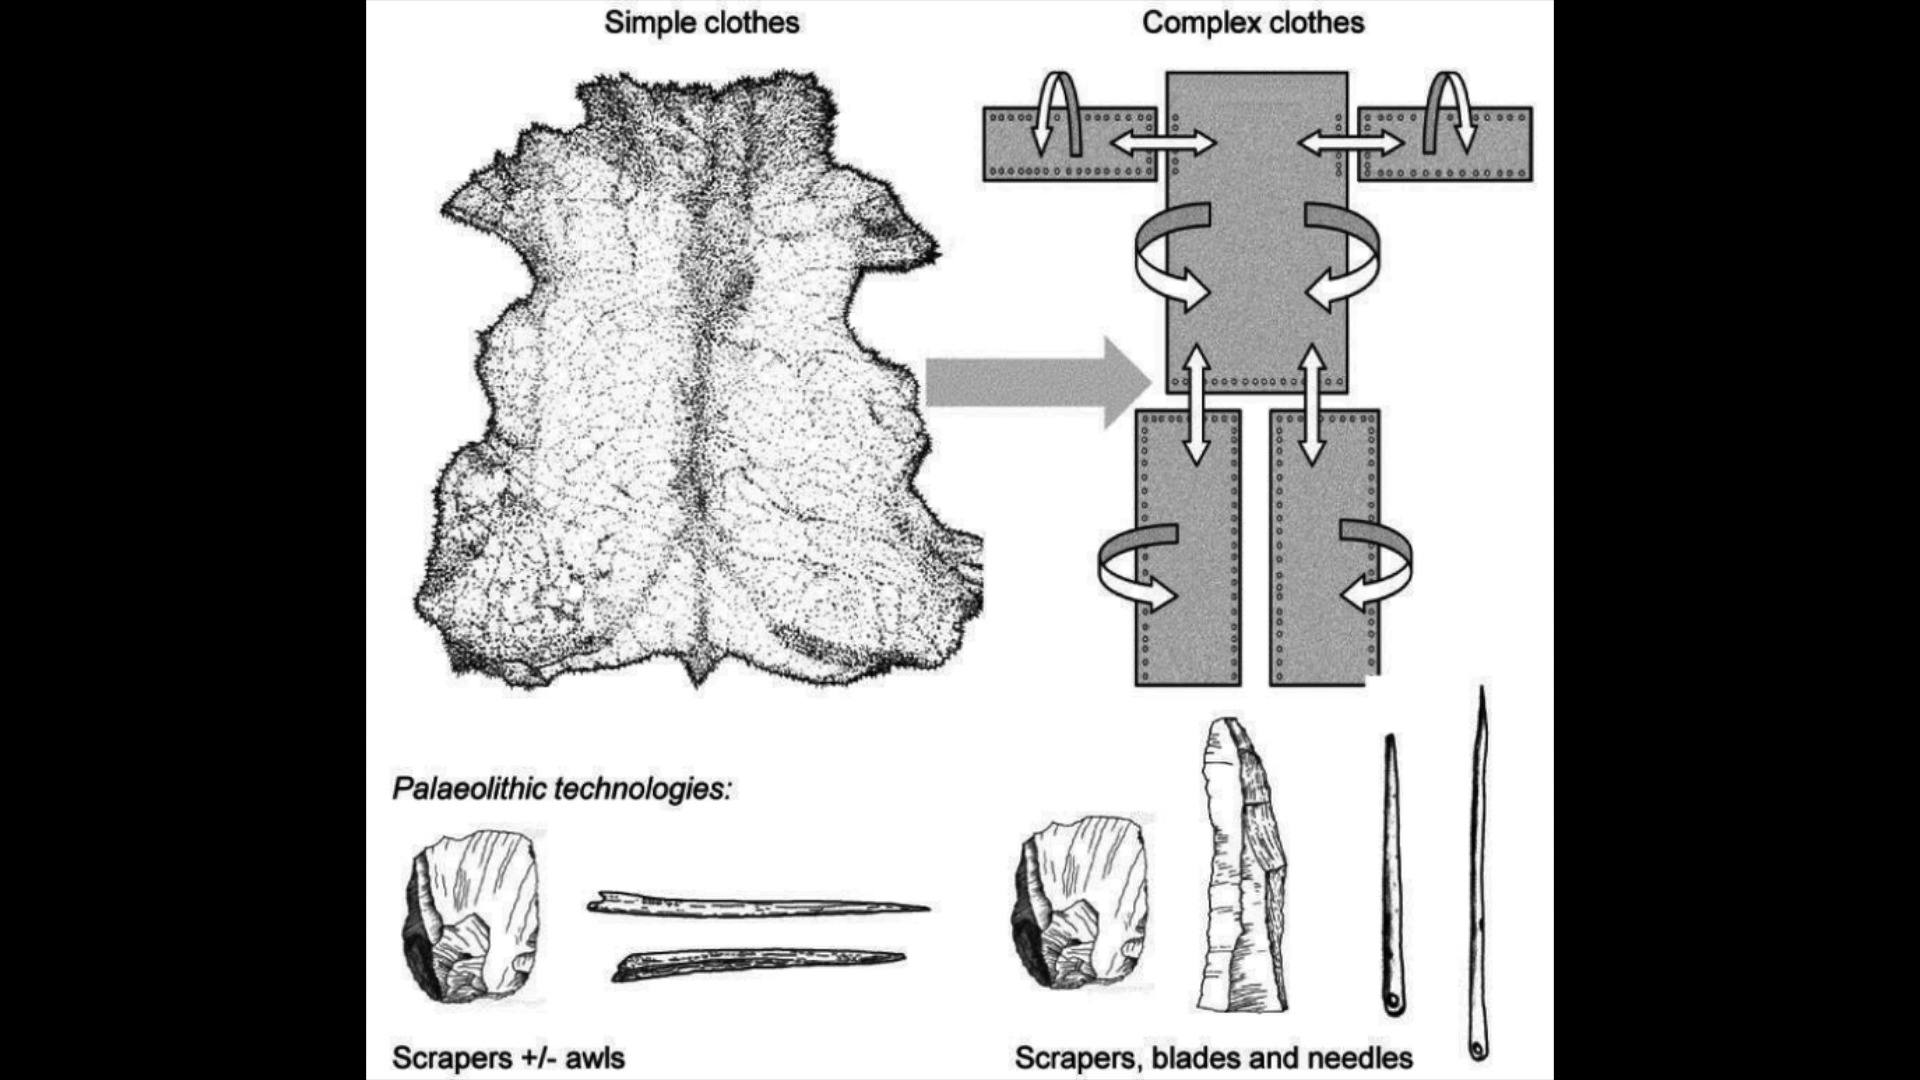 Simple clothes
Complex clothes
Palaeolithic technologies:
Scrapers +/- awls
Scrapers, blades and needles